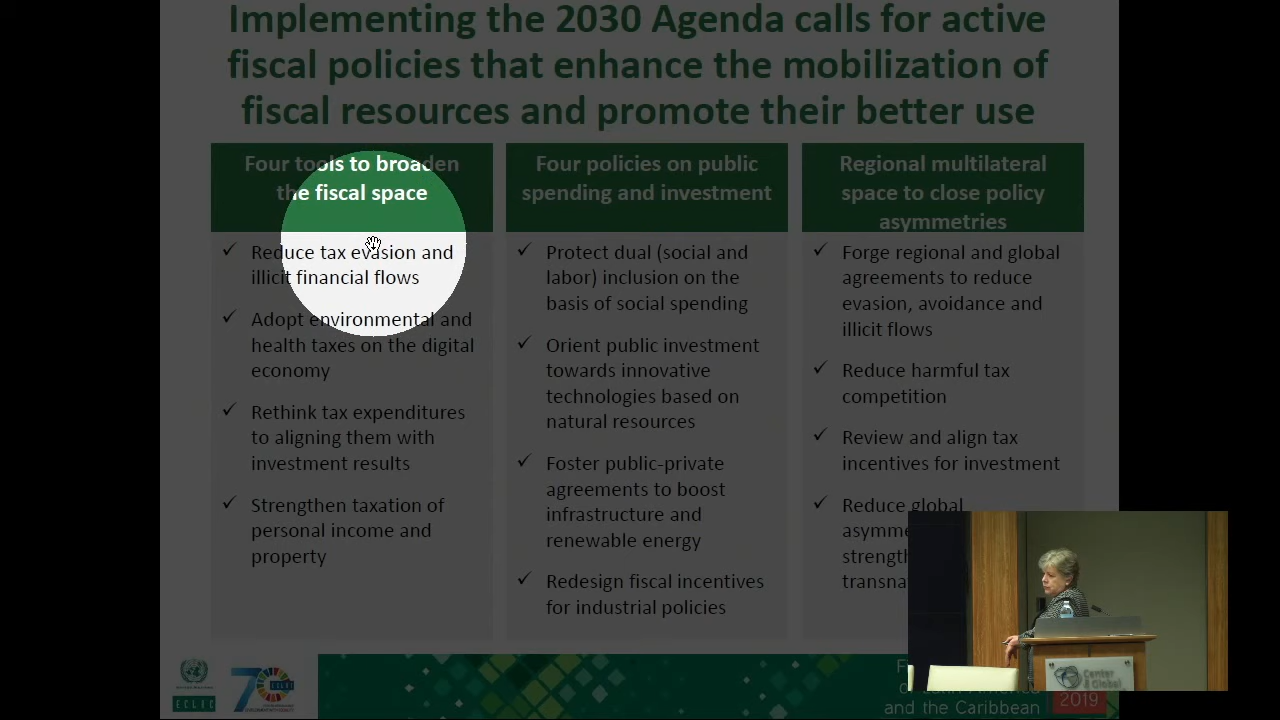 Implementing the 2030 Agenda calls for active
fiscal policies that enhance the mobilization of
fiscal resources and promote their better use
Four tools to broaden
the fiscal space
✓ Reduce tax evasion and
illicit financial flows
✓ Adopt environmental and
health taxes on the digital
economy
✓ Rethink tax expenditures
to aligning them with
investment results
✓ Strengthen taxation of
personal income and
property
Four policies on public
spending and investment
✓ Protect dual (social and
labor) inclusion on the
basis of social spending
✓ Orient public investment
towards innovative
technologies based on
natural resources
✓ Foster public-private
agreements to boost
infrastructure and
renewable energy
✓ Redesign fiscal incentives
for industrial policies
Regional multilateral
space to close policy
asymmetries
✓ Forge regional and global
agreements to reduce
evasion, avoidance and
illicit flows
✓ Reduce harmful tax
competition
✓ Review and align tax
incentives for investment
✓ Reduce global
ECLAC
70
and the Caribbean
2019
Center
Global